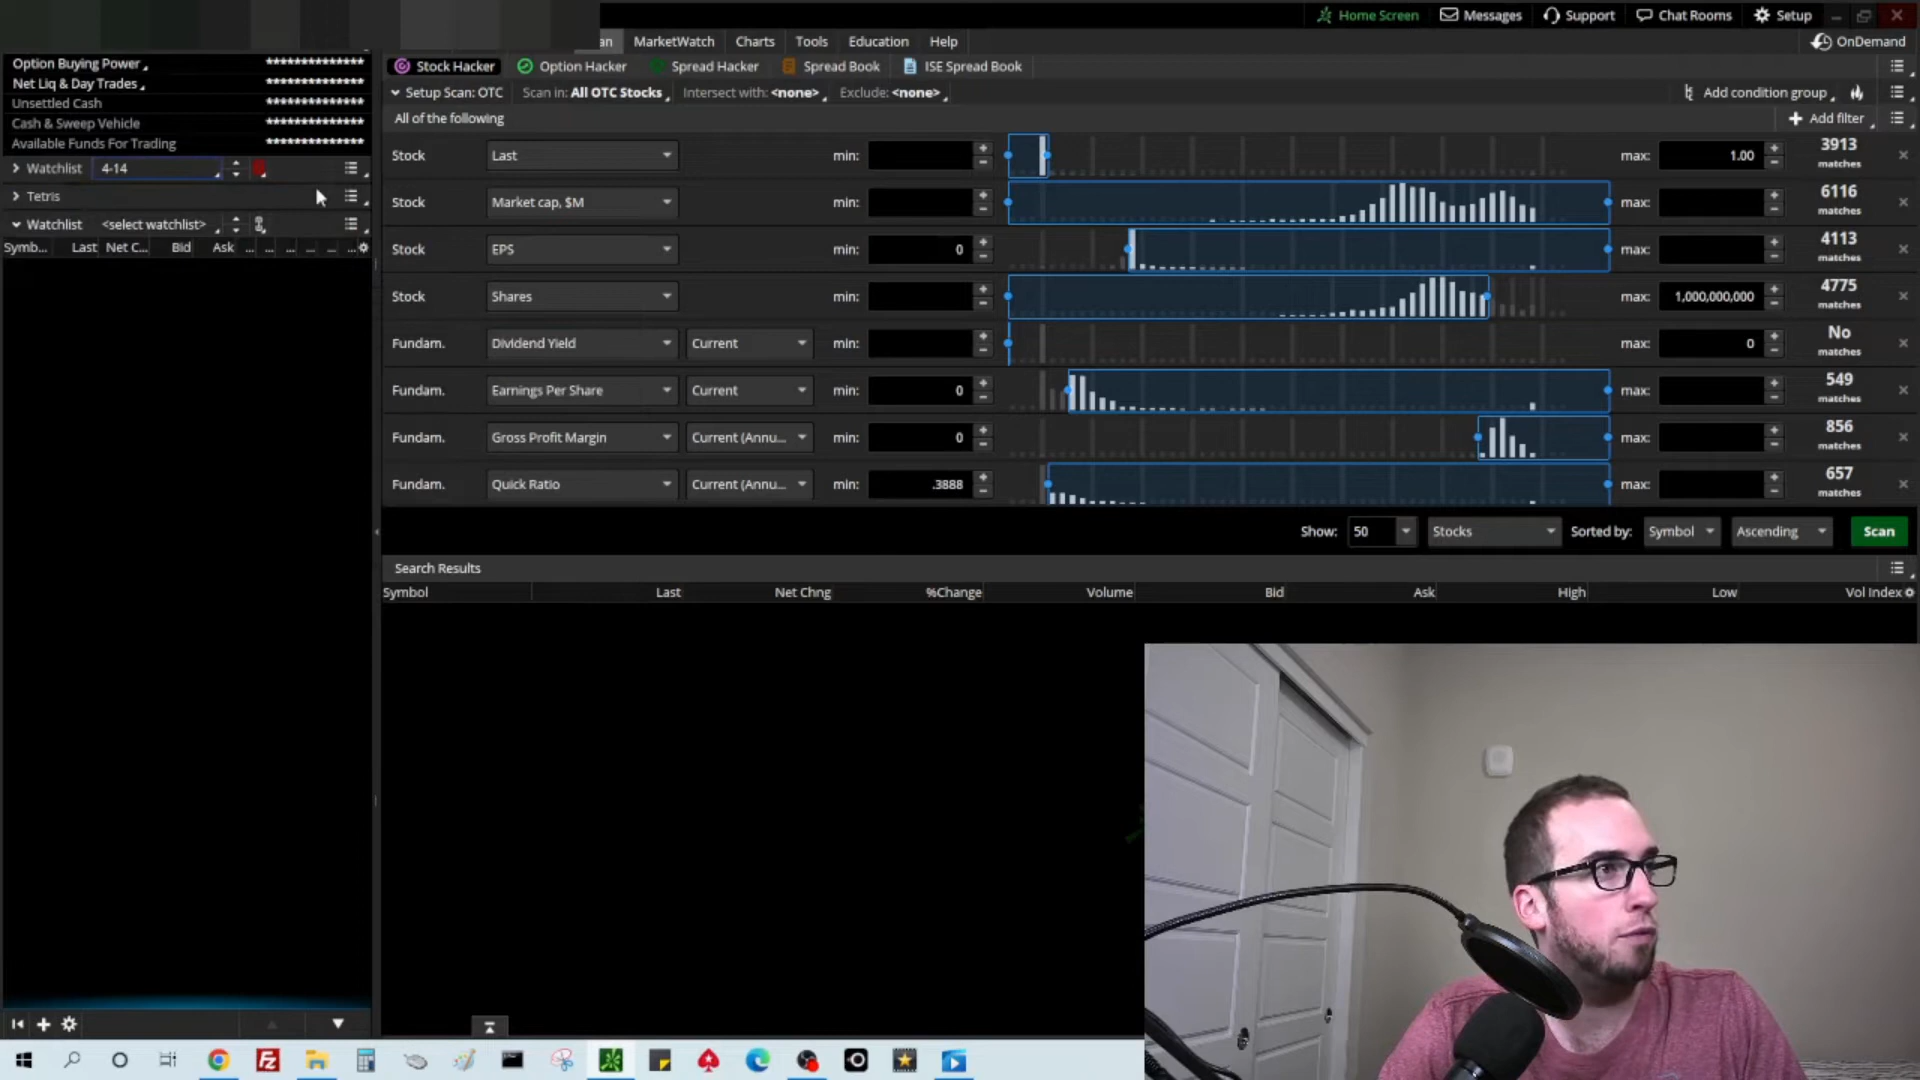 Home Screen Messages Support Chat Rooms Setup
an MarketWatch Charts Tools Education Help OnDemand
Option Buying Power **************
Net Liq & Day Trades **************
Unsettled Cash **************
Cash & Sweep Vehicle **************
Available Funds For Trading **************
Watchlist 4-14
Tetris
Watchlist <select watchlist>
Symb... Last Net C... Bid Ask ... ... ... ... ...
Stock Hacker Option Hacker Spread Hacker Spread Book ISE Spread Book
Setup Scan: OTC Scan in: All OTC Stocks Intersect with: <none> Exclude: <none> Add condition group
All of the following Add filter
Stock Last min: max: 1.00 3913 matches
Stock Market cap, $M min: max: 6116 matches
Stock EPS min: 0 max: 4113 matches
Stock Shares min: max: 1,000,000,000 4775 matches
Fundam. Dividend Yield Current min: max: 0 No matches
Fundam. Earnings Per Share Current min: 0 max: 549 matches
Fundam. Gross Profit Margin Current (Annu... min: 0 max: 856 matches
Fundam. Quick Ratio Current (Annu... min: .3888 max: 657 matches
Show: 50 Stocks Sorted by: Symbol Ascending Scan
Search Results
Symbol Last Net Chng %Change Volume Bid Ask High Low Vol Index